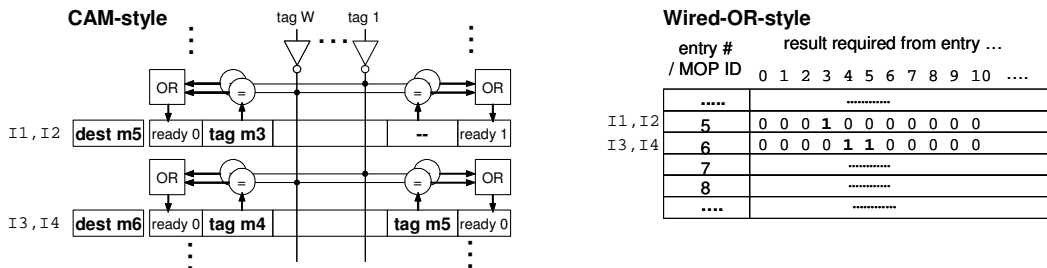 CAM-style
tag W
tag 1
OR
=
=
OR
I1, I2
dest m5
ready 0
tag m3
--
ready 1
OR
=
=
OR
I3, I4
dest m6
ready 0
tag m4
tag m5
ready 0
Wired-OR-style
entry #
/ MOP ID
result required from entry ...
0 1 2 3 4 5 6 7 8 9 10 ....
..... ............
I1, I2 5 0 0 0 1 0 0 0 0 0 0 0
I3, I4 6 0 0 0 0 1 1 0 0 0 0 0
7 ............
8 ............
.... ............